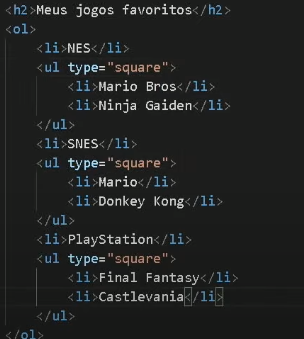 <h2>Meus jogos favoritos</h2>
<ol>
    <li>NES</li>
    <ul type="square">
        <li>Mario Bros</li>
        <li>Ninja Gaiden</li>
    </ul>
    <li>SNES</li>
    <ul type="square">
        <li>Mario</li>
        <li>Donkey Kong</li>
    </ul>
    <li>PlayStation</li>
    <ul type="square">
        <li>Final Fantasy</li>
        <li>Castlevania</li>
    </ul>
</ol>